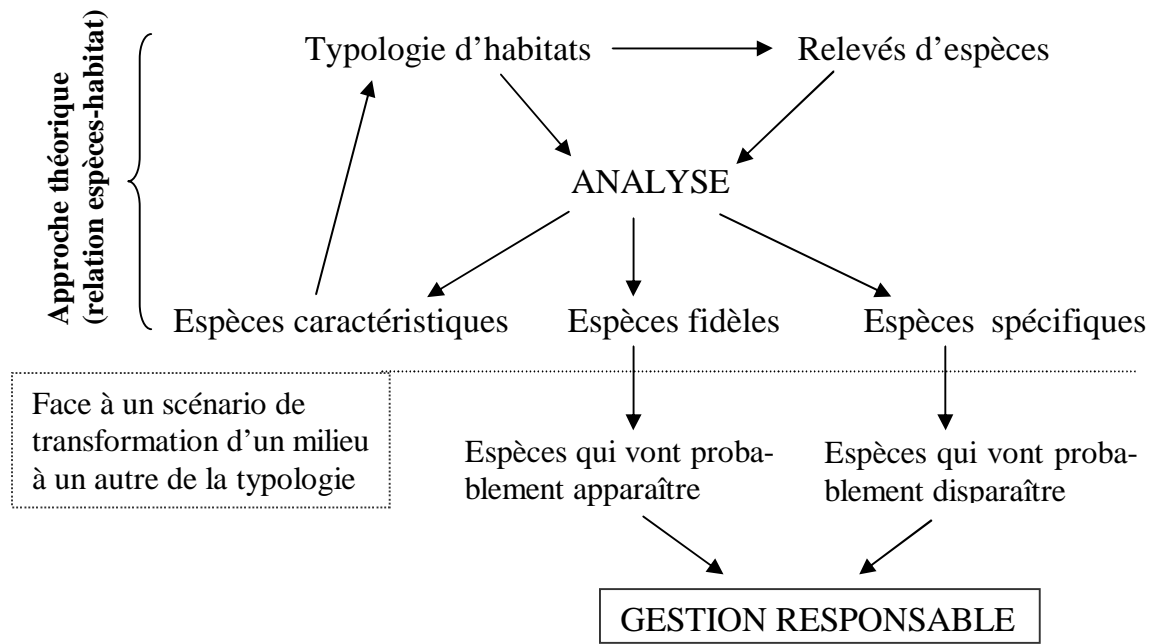 Typologie d'habitats
Relevés d'espèces
Approche théorique
(relation espèces-habitat)
ANALYSE
Espèces caractéristiques
Espèces fidèles
Espèces spécifiques
Face à un scénario de
transformation d'un milieu
à un autre de la typologie
Espèces qui vont proba-
blement apparaître
Espèces qui vont proba-
blement disparaître
GESTION RESPONSABLE